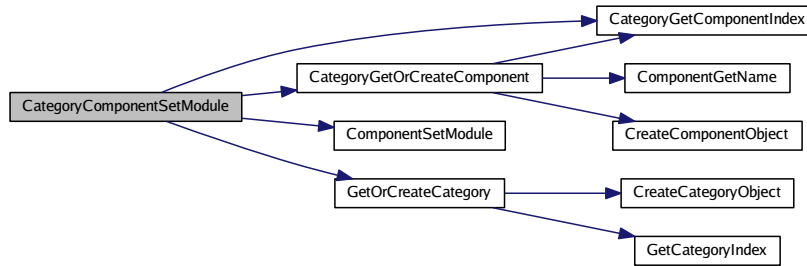 CategoryGetComponentIndex
CategoryGetOrCreateComponent
ComponentGetName
CategoryComponentSetModule
ComponentSetModule
CreateComponentObject
GetOrCreateCategory
CreateCategoryObject
GetCategoryIndex